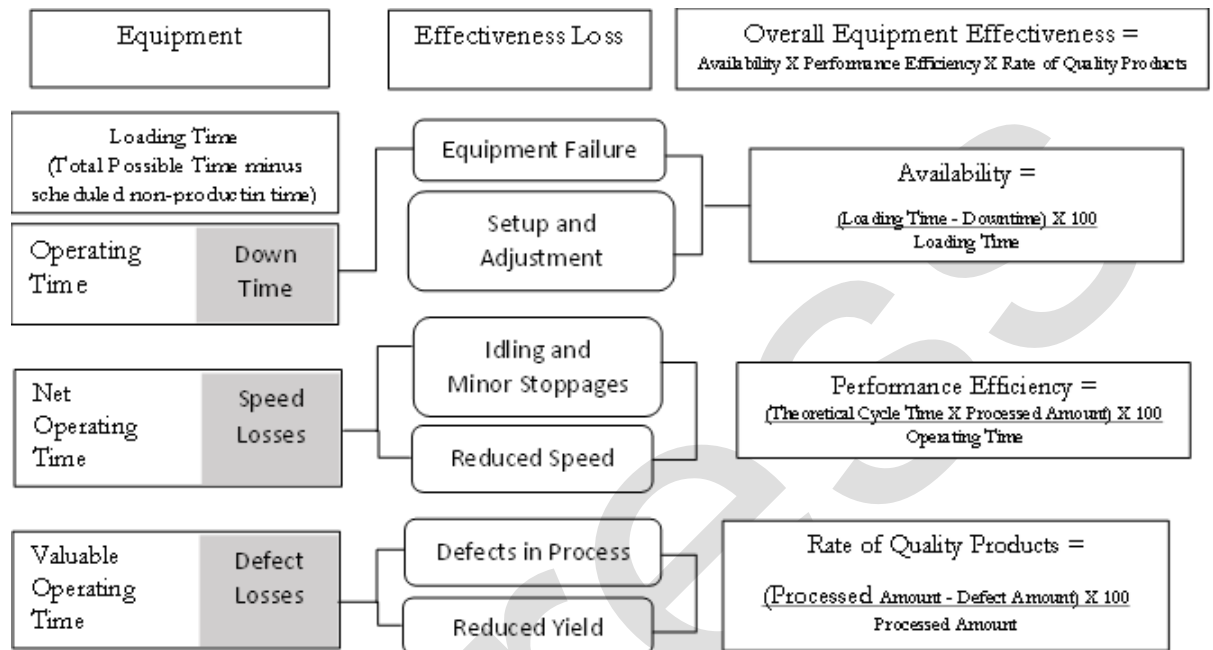 Equipment
Effectiveness Loss
Overall Equipment Effectiveness =
Availability X Performance Efficiency X Rate of Quality Products
Loading Time
(Total Possible Time minus
scheduled non-productin time)
Equipment Failure
Availability =
(Loading Time - Downtime) X 100
Loading Time
Setup and
Adjustment
Operating
Time
Down
Time
Idling and
Minor Stoppages
Performance Efficiency =
(Theoretical Cycle Time X Processed Amount) X 100
Operating Time
Net
Operating
Time
Speed
Losses
Reduced Speed
Defects in Process
Rate of Quality Products =
(Processed Amount - Defect Amount) X 100
Processed Amount
Valuable
Operating
Time
Defect
Losses
Reduced Yield